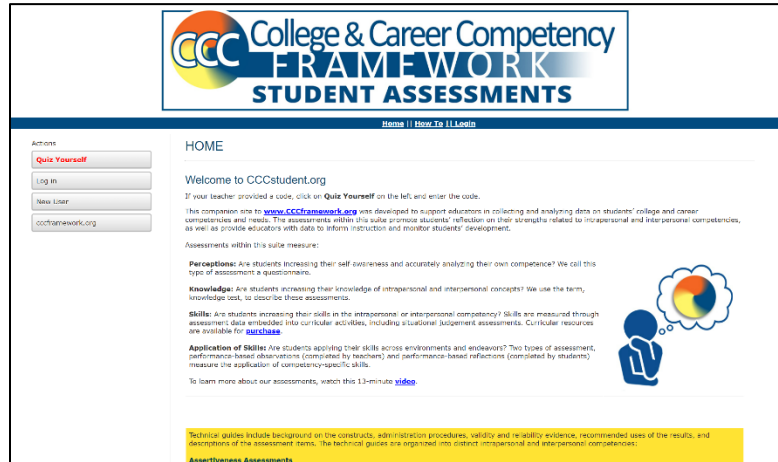 CCC College & Career Competency
FRAMEWORK
STUDENT ASSESSMENTS
Home || How To || Login
Actions
Quiz Yourself
Log in
New User
cccframework.org
HOME
Welcome to CCCstudent.org
If your teacher provided a code, click on Quiz Yourself on the left and enter the code.
This companion site to www.CCCframework.org was developed to support educators in collecting and analyzing data on students' college and career
competencies and needs. The assessments within this suite promote students' reflection on their strengths related to intrapersonal and interpersonal competencies,
as well as provide educators with data to inform instruction and monitor students' development.
Assessments within this suite measure:
Perceptions: Are students increasing their self-awareness and accurately analyzing their own competence? We call this
type of assessment a questionnaire.
Knowledge: Are students increasing their knowledge of intrapersonal and interpersonal concepts? We use the term,
knowledge test, to describe these assessments.
Skills: Are students increasing their skills in the intrapersonal or interpersonal competency? Skills are measured through
assessment data embedded into curricular activities, including situational judgement assessments. Curricular resources
are available for purchase.
Application of Skills: Are students applying their skills across environments and endeavors? Two types of assessment,
performance-based observations (completed by teachers) and performance-based reflections (completed by students)
measure the application of competency-specific skills.
To learn more about our assessments, watch this 13-minute video.
Technical guides include background on the constructs, administration procedures, validity and reliability evidence, recommended uses of the results, and
descriptions of the assessment items. The technical guides are organized into distinct intrapersonal and interpersonal competencies:
Assertiveness Assessments